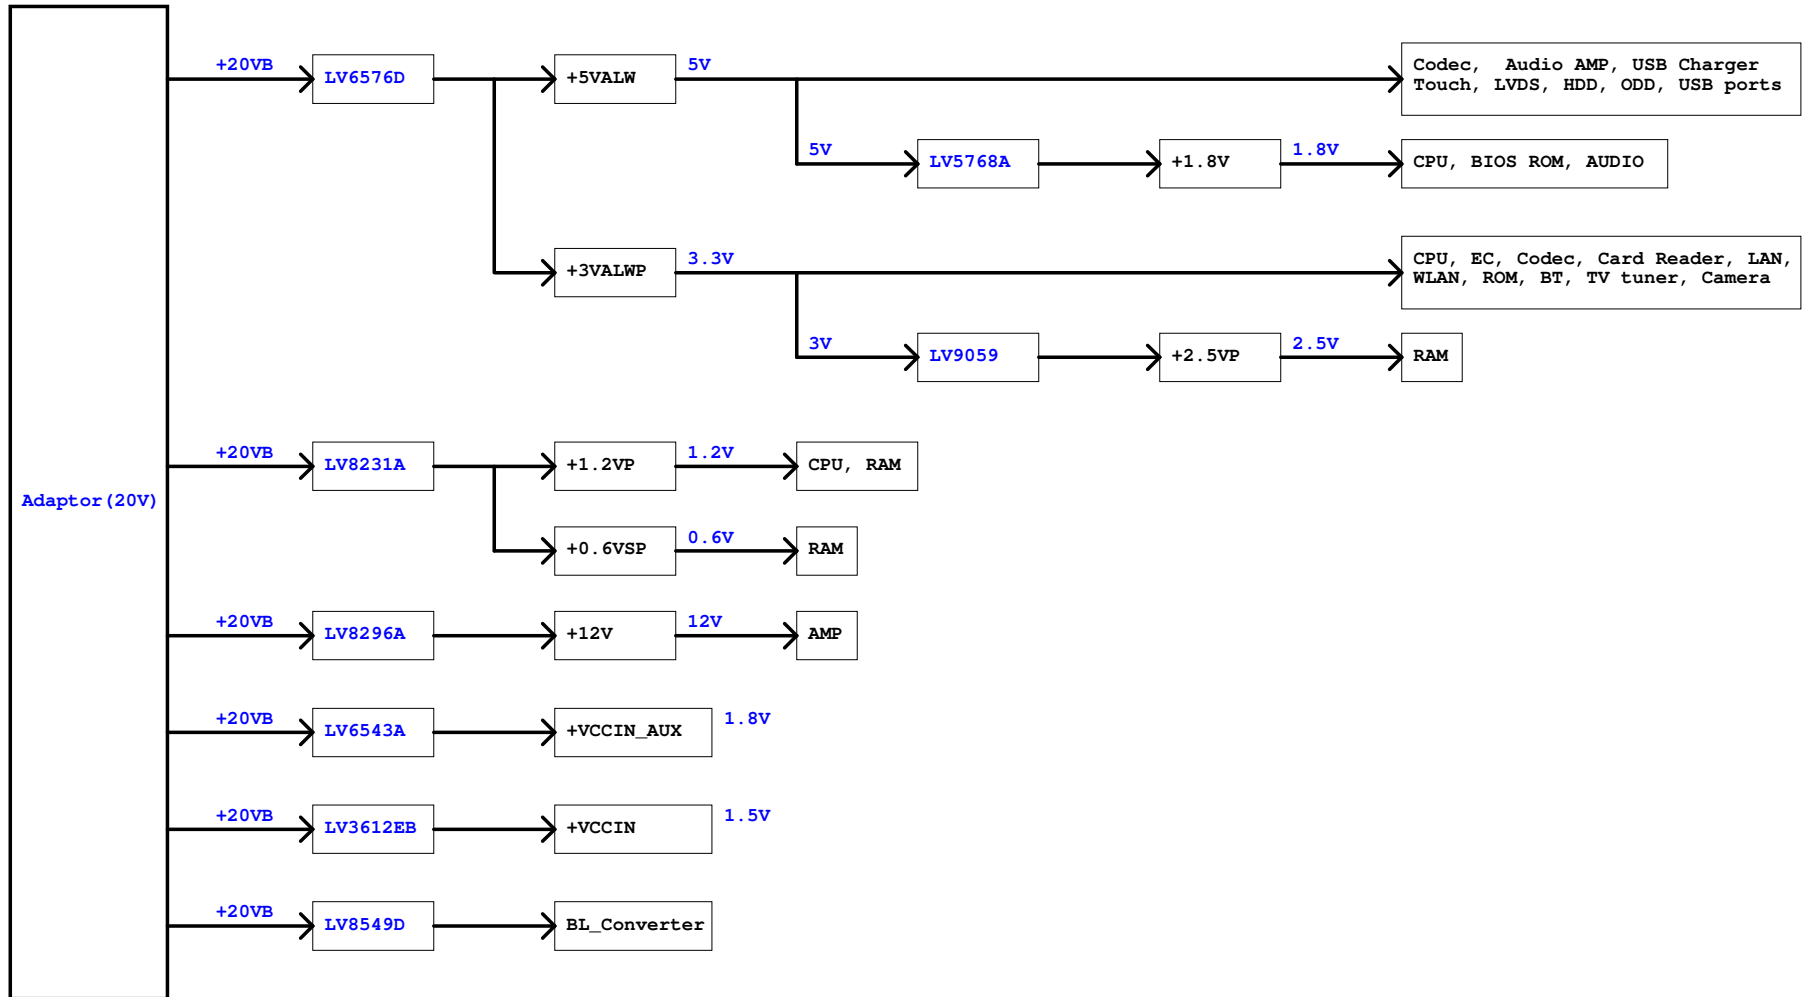 +20VB
LV6576D
+5VALW
5V
Codec,  Audio AMP, USB Charger
Touch, LVDS, HDD, ODD, USB ports
5V
LV5768A
+1.8V
1.8V
CPU, BIOS ROM, AUDIO
+3VALWP
3.3V
CPU, EC, Codec, Card Reader, LAN,
WLAN, ROM, BT, TV tuner, Camera
3V
LV9059
+2.5VP
2.5V
RAM
+20VB
LV8231A
+1.2VP
1.2V
CPU, RAM
Adaptor(20V)
+0.6VSP
0.6V
RAM
+20VB
LV8296A
+12V
12V
AMP
+20VB
LV6543A
+VCCIN_AUX
1.8V
+20VB
LV3612EB
+VCCIN
1.5V
+20VB
LV8549D
BL_Converter